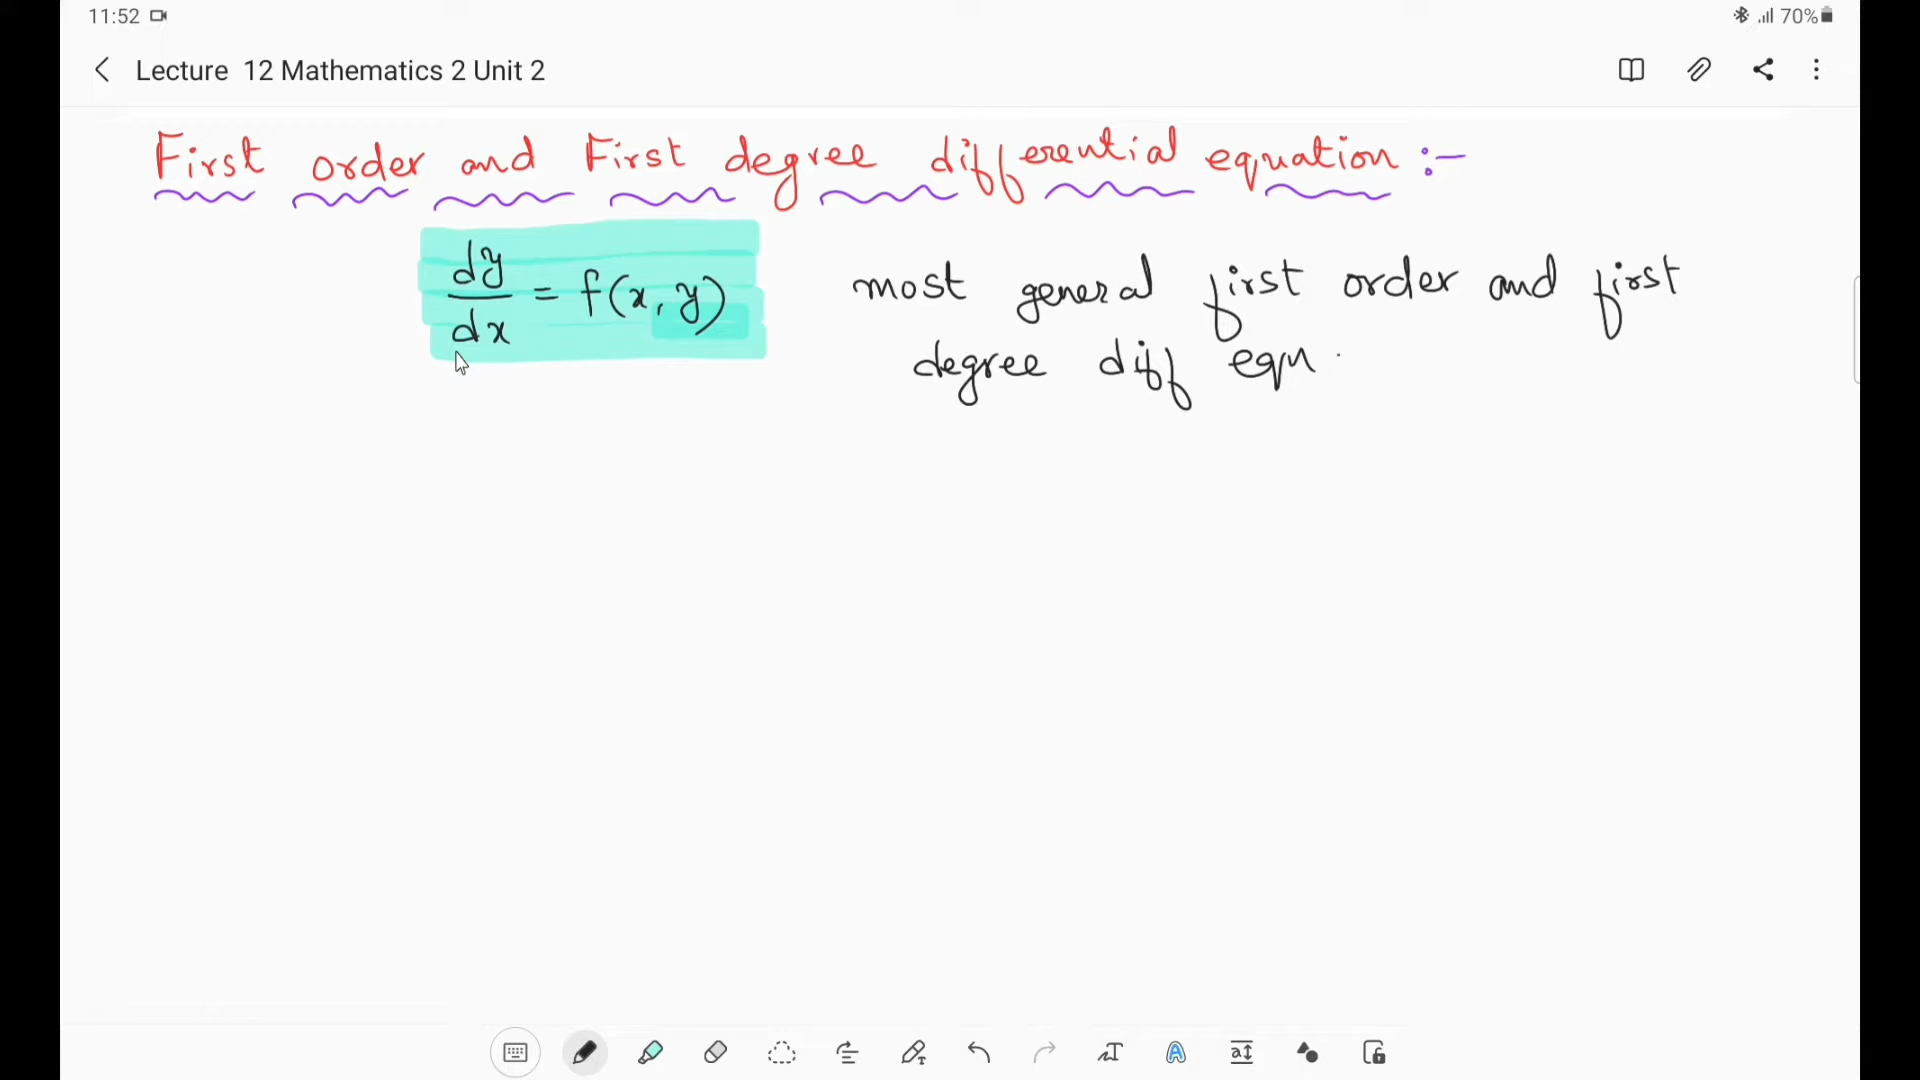 11:52
70%
Lecture 12 Mathematics 2 Unit 2
First order and First degree differential equation :-
dy/dx = f(x, y) most general first order and first
degree diff eqn .